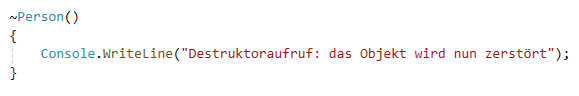 ~Person()
{
    Console.WriteLine("Destruktoraufruf: das Objekt wird nun zerstört");
}